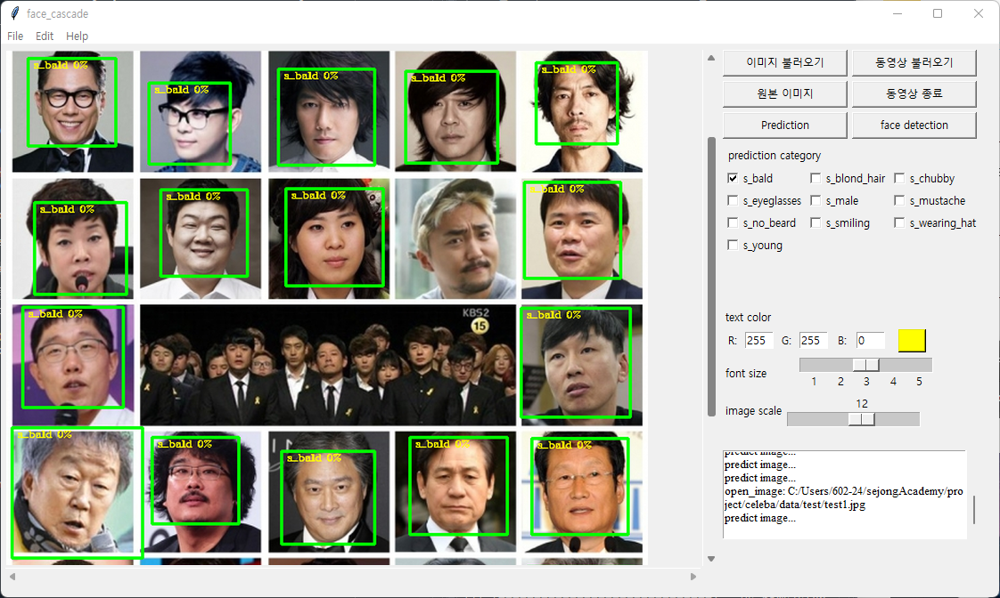 face_cascade
File Edit Help
s_bald 0%
s_bald 0%
s_bald 0%
s_bald 0%
s_bald 0%
s_bald 0%
s_bald 0%
s_bald 0%
s_bald 0%
s_bald 0%
KBS2
15
s_bald 0%
s_bald 0%
s_bald 0%
s_bald 0%
s_bald 0%
s_bald 0%
이미지 불러오기 동영상 불러오기
원본 이미지 동영상 종료
Prediction face detection
prediction category
s_bald s_blond_hair s_chubby
s_eyeglasses s_male s_mustache
s_no_beard s_smiling s_wearing_hat
s_young
text color
R: 255 G: 255 B: 0
font size
1 2 3 4 5
12
image scale
predict image...
predict image...
predict image...
open_image: C:/Users/602-24/sejongAcademy/pro
ject/celeba/data/test/test1.jpg
predict image...